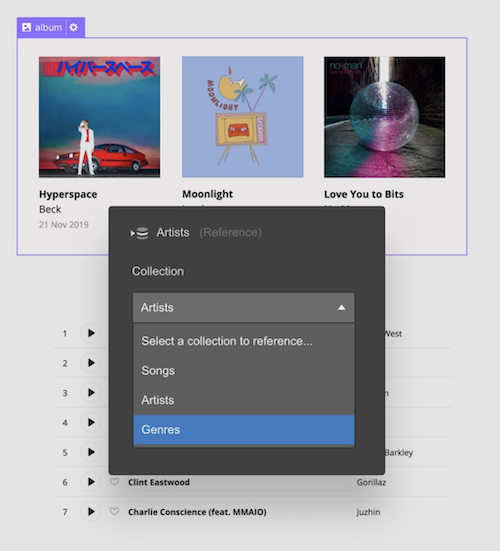 album
ハイパースペース
MOONLIGHT
no-man
Hyperspace
Moonlight
Love You to Bits
Beck
21 Nov 2019
Artists (Reference)
Collection
Artists
Select a collection to reference...
Songs
Artists
Genres
1
West
2
3
4
5
Barkley
6 Clint Eastwood Gorillaz
7 Charlie Conscience (feat. MMAIO) Juzhin